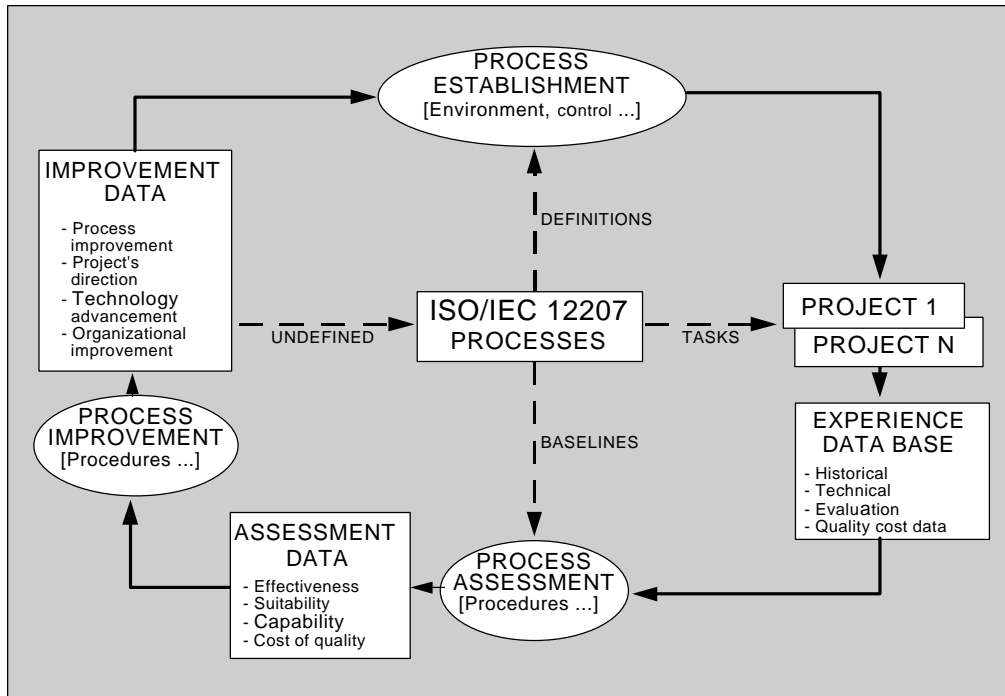 PROCESS
ESTABLISHMENT
[Environment, control ...]
IMPROVEMENT
DATA
- Process
improvement
- Project's
direction
- Technology
advancement
- Organizational
improvement
DEFINITIONS
UNDEFINED
ISO/IEC 12207
PROCESSES
TASKS
PROJECT 1
PROJECT N
PROCESS
IMPROVEMENT
[Procedures ...]
BASELINES
EXPERIENCE
DATA BASE
- Historical
- Technical
- Evaluation
- Quality cost data
ASSESSMENT
DATA
- Effectiveness
- Suitability
- Capability
- Cost of quality
PROCESS
ASSESSMENT
[Procedures ...]